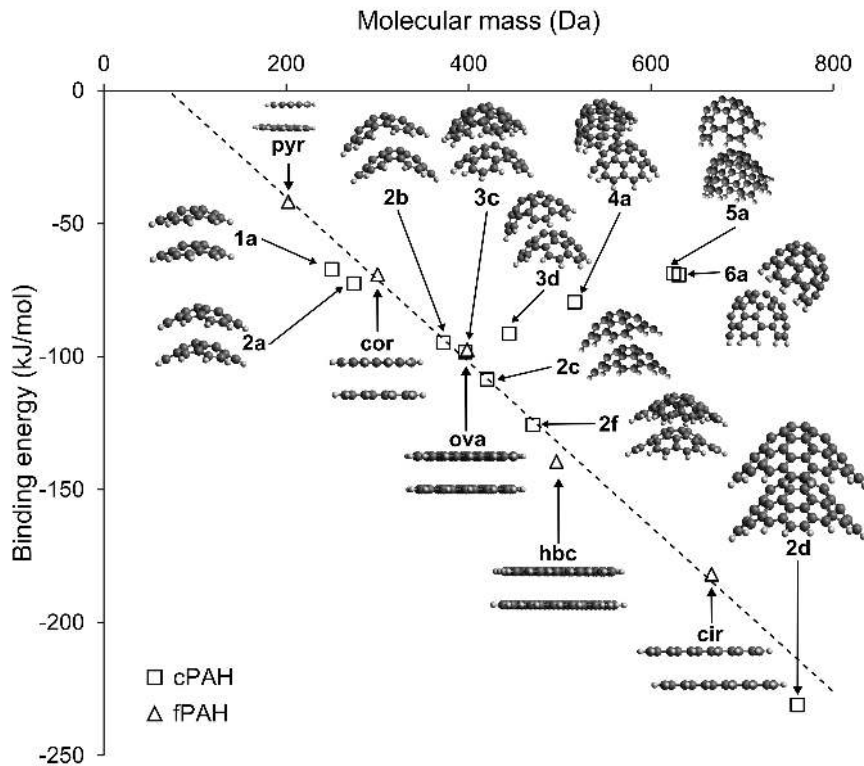 Molecular mass (Da)
0 200 400 600 800
0
-50
-100
-150
-200
-250
Binding energy (kJ/mol)
pyr
2b
3c
4a
5a
1a
3d
6a
2a
cor
2c
ova
2f
hbc
2d
cir
cPAH
fPAH